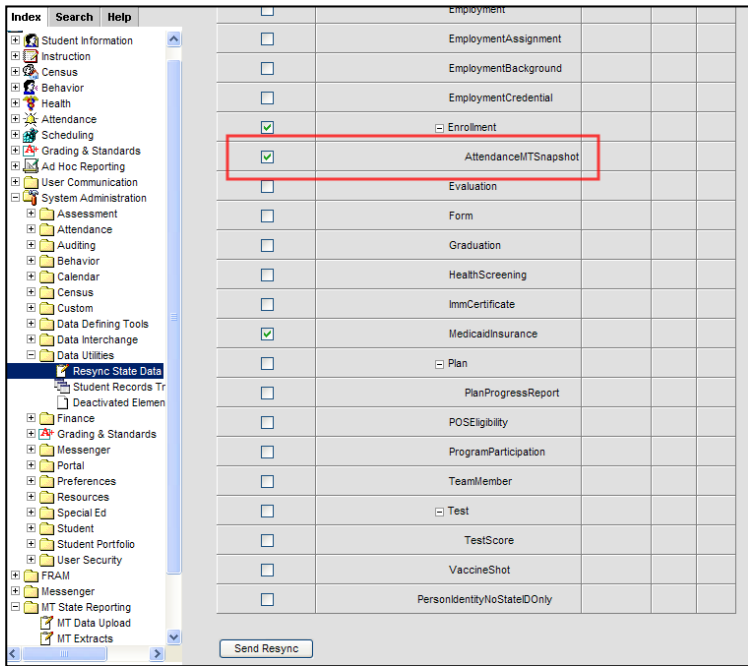 Index Search Help
Student Information
Instruction
Census
Behavior
Health
Attendance
Scheduling
Grading & Standards
Ad Hoc Reporting
User Communication
System Administration
Assessment
Attendance
Auditing
Behavior
Calendar
Census
Custom
Data Defining Tools
Data Interchange
Data Utilities
Resync State Data
Student Records Tr
Deactivated Elemen
Finance
Grading & Standards
Messenger
Portal
Preferences
Resources
Special Ed
Student
Student Portfolio
User Security
FRAM
Messenger
MT State Reporting
MT Data Upload
MT Extracts
Employment
EmploymentAssignment
EmploymentBackground
EmploymentCredential
Enrollment
AttendanceMTSnapshot
Evaluation
Form
Graduation
HealthScreening
ImmCertificate
MedicaidInsurance
Plan
PlanProgressReport
POSEligibility
ProgramParticipation
TeamMember
Test
TestScore
VaccineShot
PersonIdentityNoStateIDOnly
Send Resync